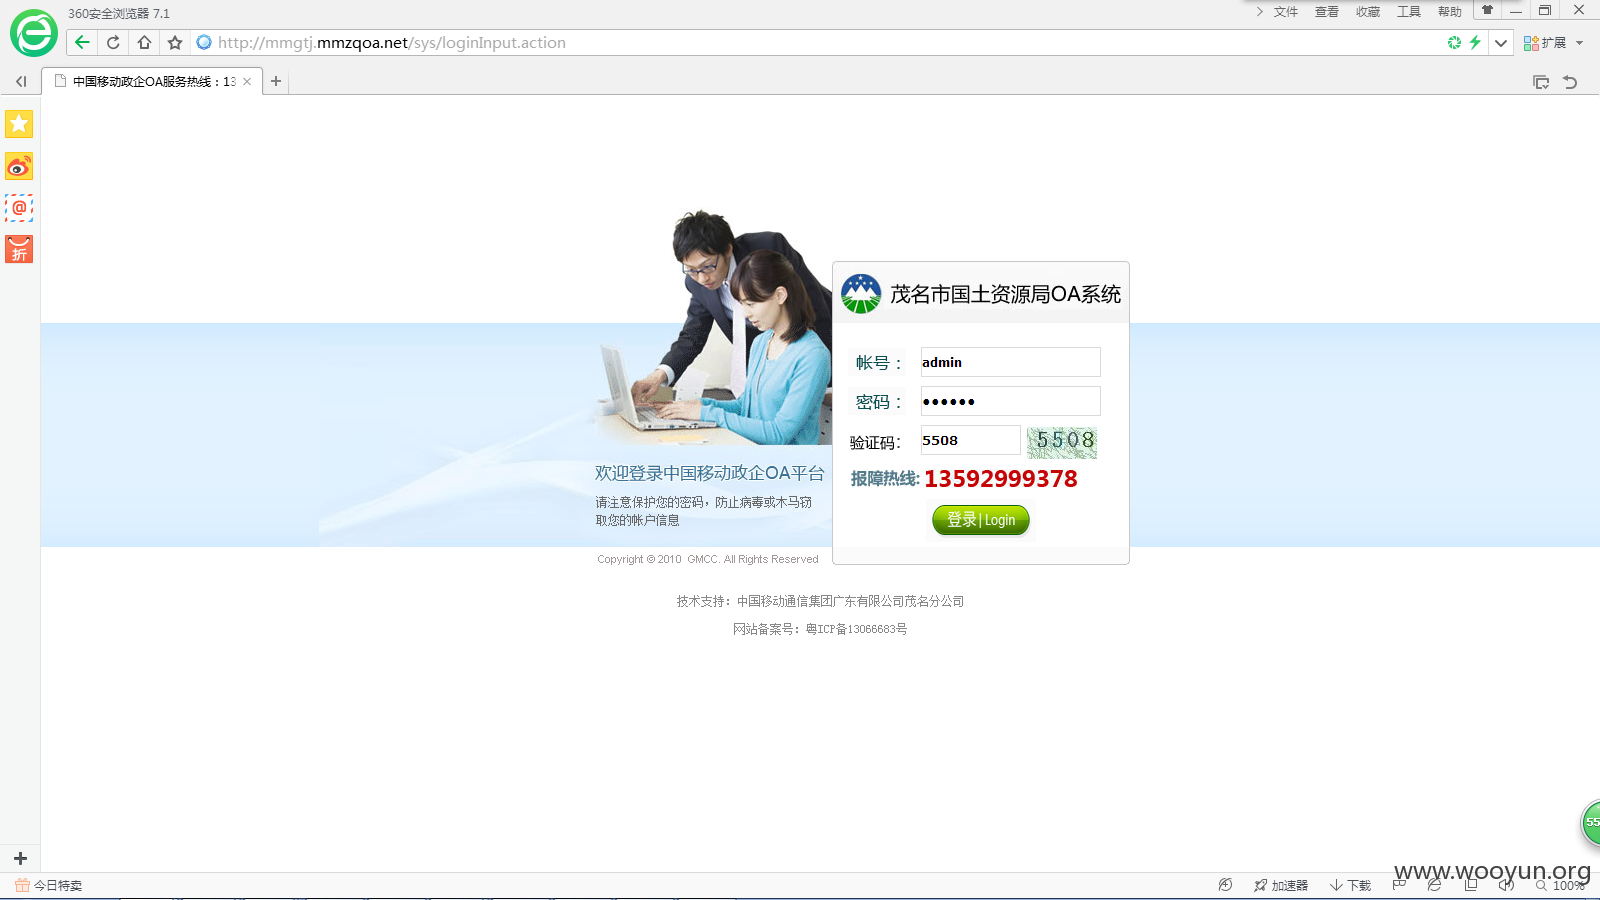 360安全浏览器 7.1
文件 查看 收藏 工具 帮助
http://mmgtj.mmzqoa.net/sys/loginInput.action
扩展
中国移动政企OA服务热线：13
@
折
茂名市国土资源局OA系统
帐号：
admin
密码：
••••••
验证码：
5508
5508
报障热线:
13592999378
登录|Login
欢迎登录中国移动政企OA平台
请注意保护您的密码，防止病毒或木马窃
取您的帐户信息
Copyright © 2010 GMCC. All Rights Reserved
技术支持：中国移动通信集团广东有限公司茂名分公司
网站备案号：粤ICP备13066683号
55
www.wooyun.org
今日特卖
加速器
下载
100%